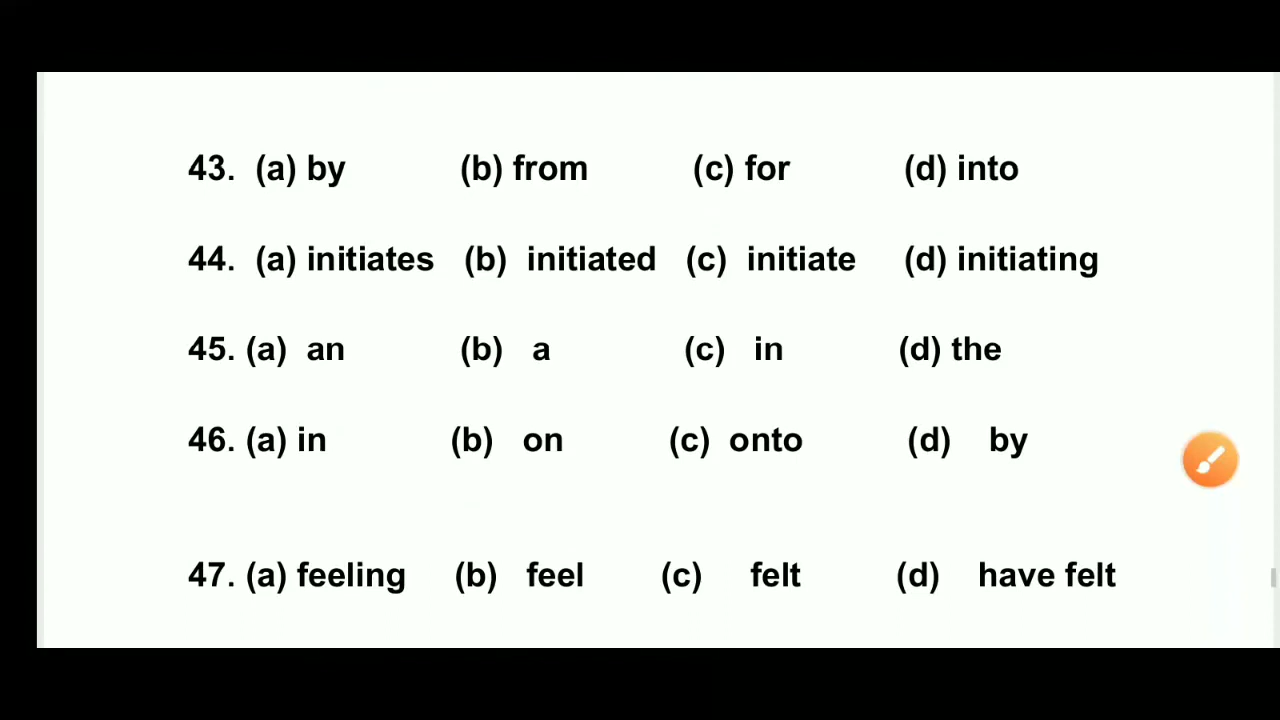 43. (a) by (b) from (c) for (d) into
44. (a) initiates (b) initiated (c) initiate (d) initiating
45. (a) an (b) a (c) in (d) the
46. (a) in (b) on (c) onto (d) by
47. (a) feeling (b) feel (c) felt (d) have felt